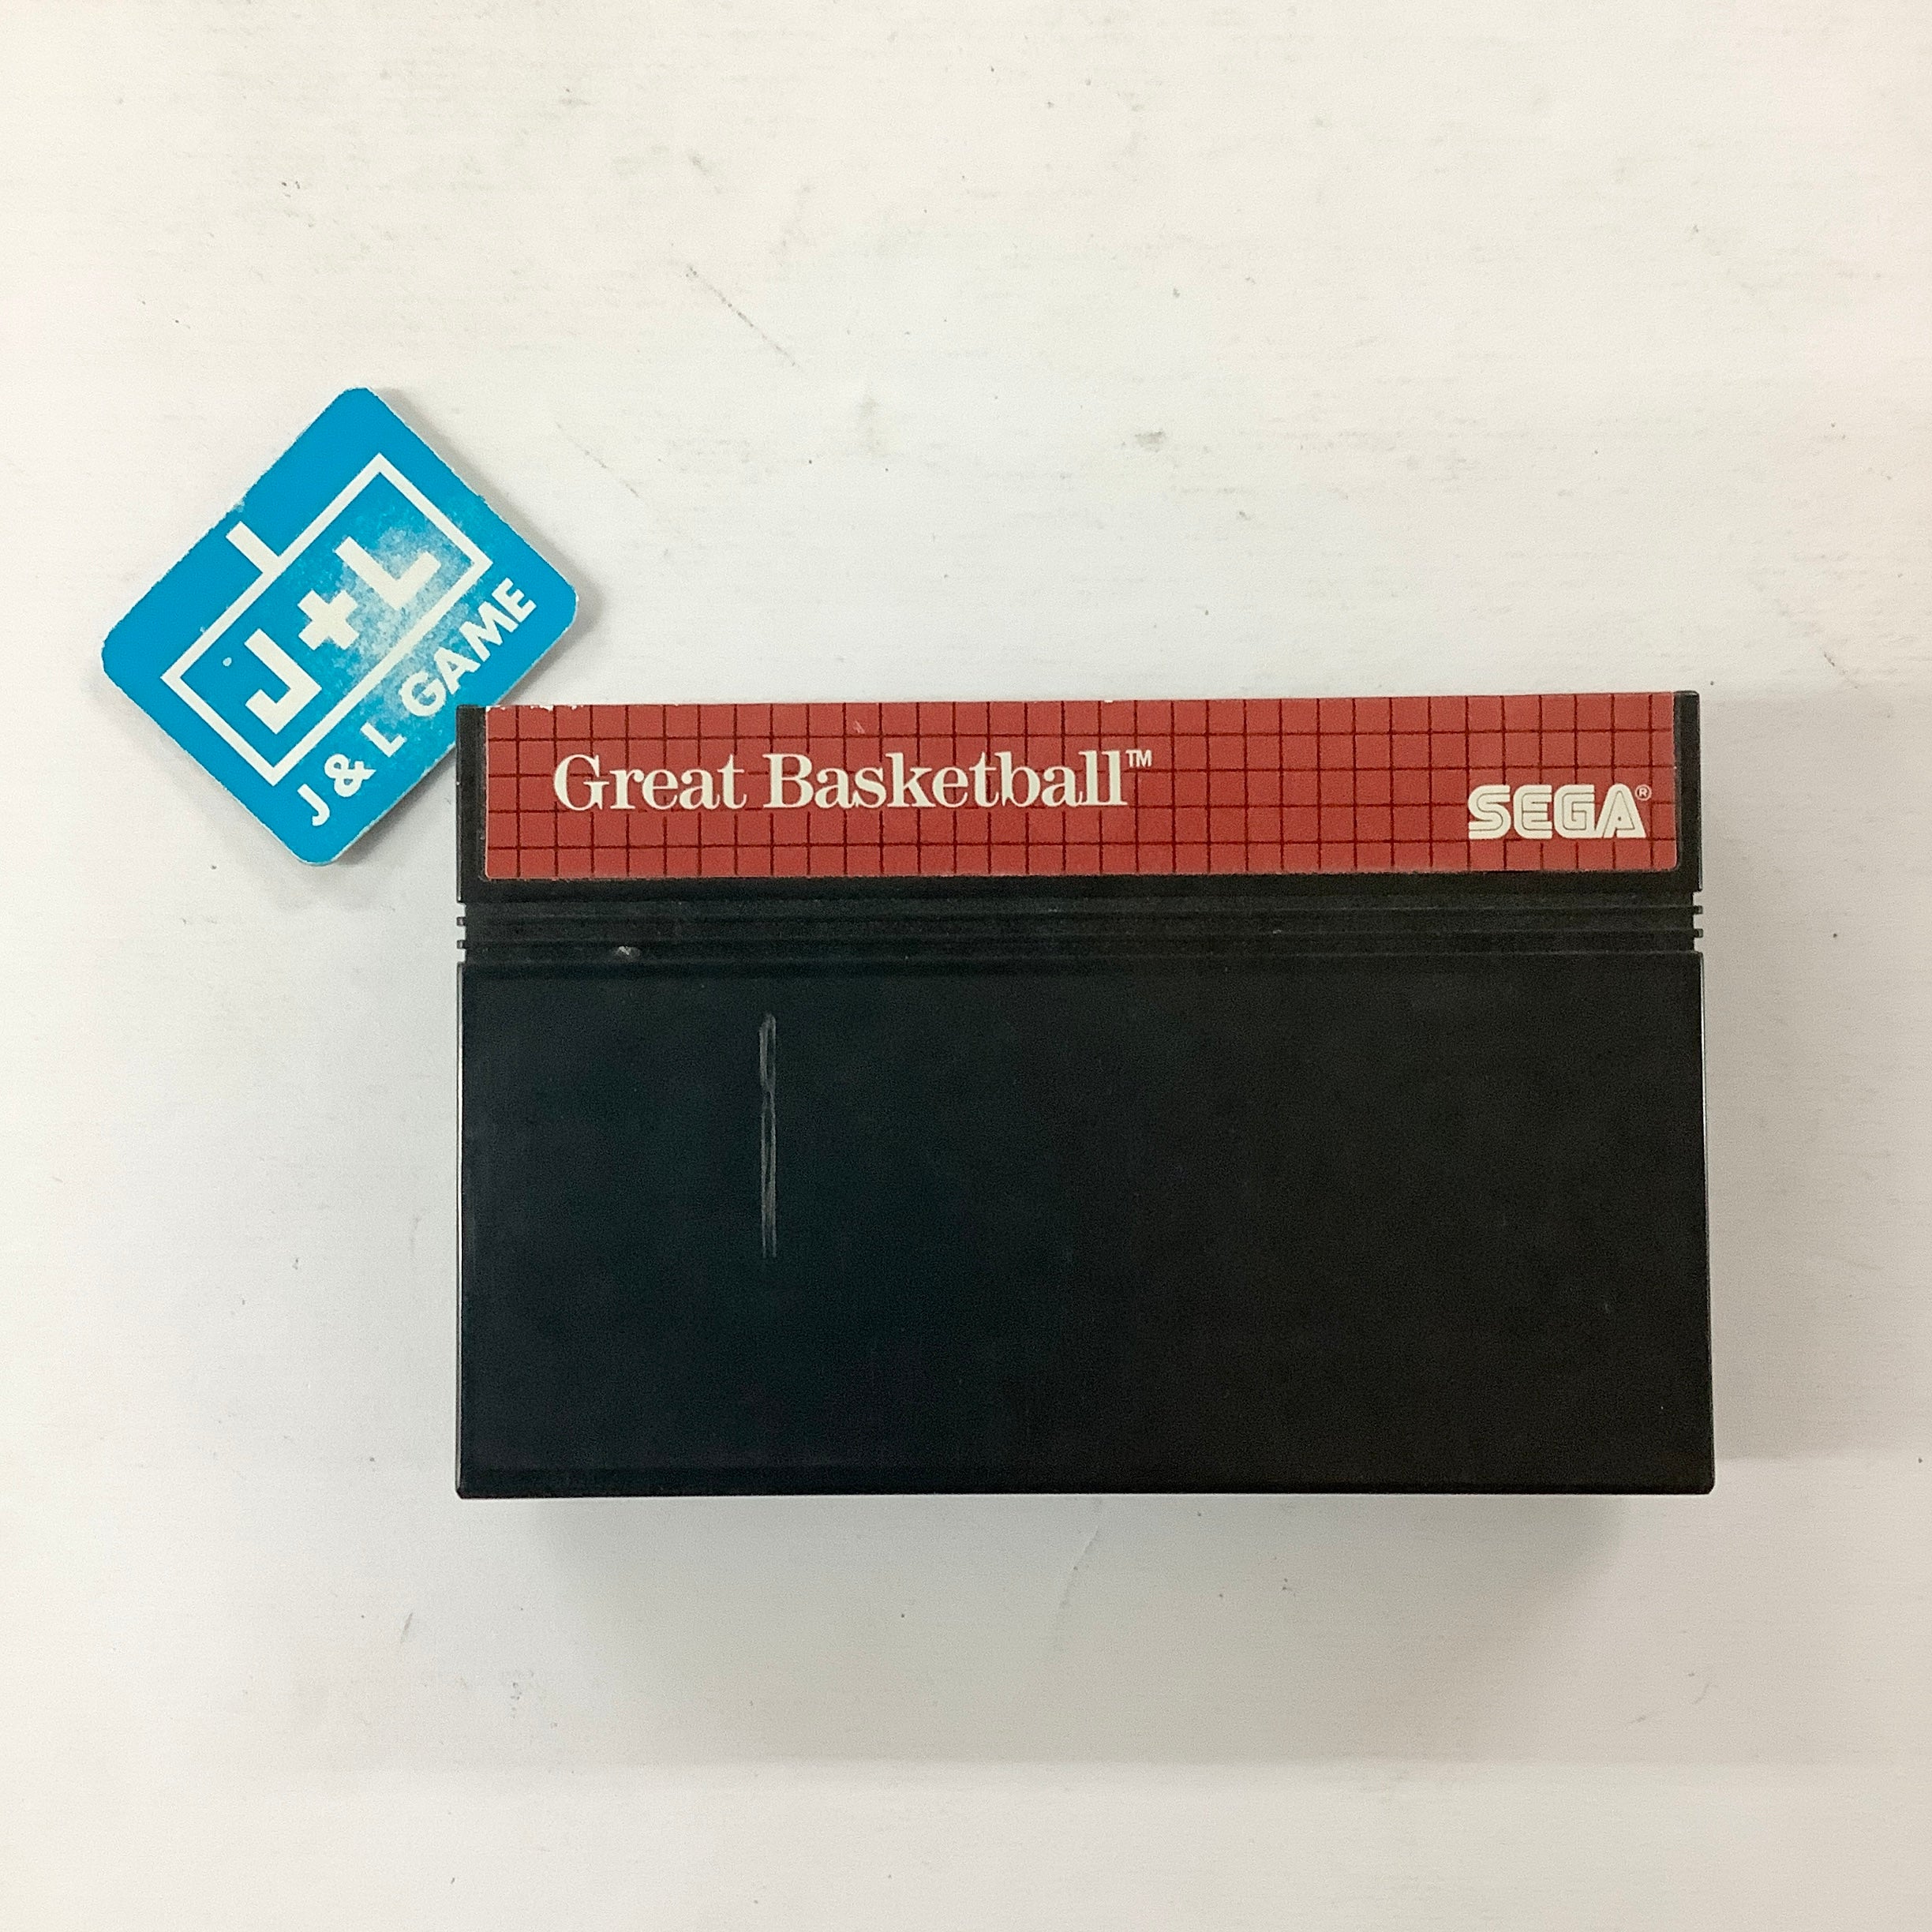 J+L
J & L GAME
Great Basketball™
SEGA®